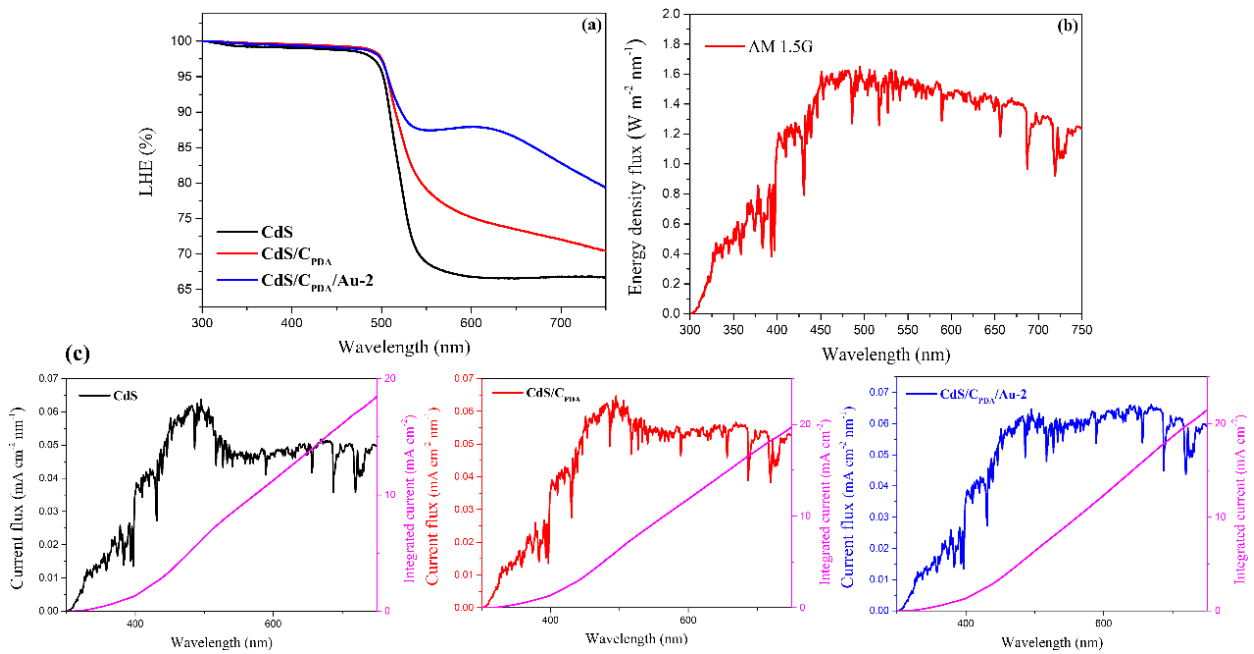 (a)
100
95
90
85
80
75
70
65
LHE (%)
CdS
CdS/C_PDA
CdS/C_PDA/Au-2
300 400 500 600 700
Wavelength (nm)
(b)
AM 1.5G
2.0
1.8
1.6
1.4
1.2
1.0
0.8
0.6
0.4
0.2
0.0
Energy density flux (W m⁻² nm⁻¹)
300 350 400 450 500 550 600 650 700 750
Wavelength (nm)
(c)
CdS
0.07
0.06
0.05
0.04
0.03
0.02
0.01
0.00
Current flux (mA cm⁻² nm⁻¹)
20
10
0
Integrated current (mA cm⁻²)
400 600
Wavelength (nm)
CdS/C_PDA
0.07
0.06
0.05
0.04
0.03
0.02
0.01
0.00
Current flux (mA cm⁻² nm⁻¹)
20
10
0
Integrated current (mA cm⁻²)
400 600
Wavelength (nm)
CdS/C_PDA/Au-2
0.07
0.06
0.05
0.04
0.03
0.02
0.01
0.00
Current flux (mA cm⁻² nm⁻¹)
20
10
0
Integrated current (mA cm⁻²)
400 600
Wavelength (nm)